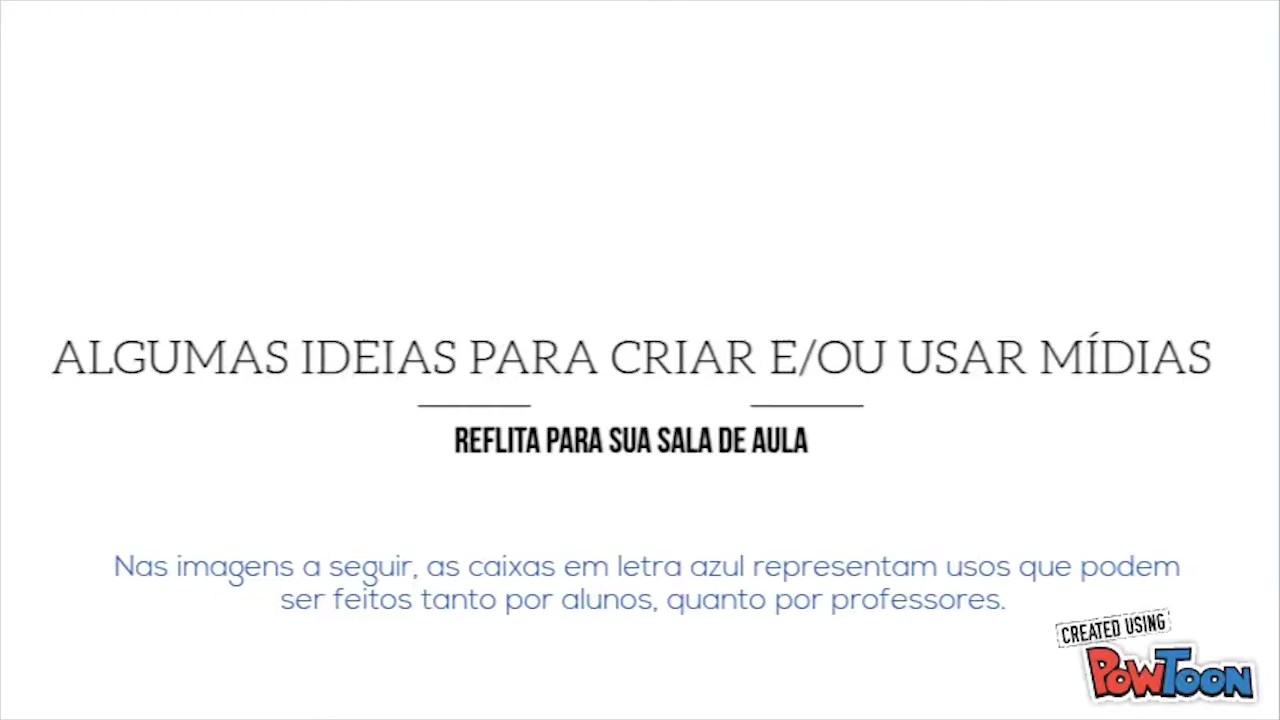 ALGUMAS IDEIAS PARA CRIAR E/OU USAR MÍDIAS
REFLITA PARA SUA SALA DE AULA
Nas imagens a seguir, as caixas em letra azul representam usos que podem
ser feitos tanto por alunos, quanto por professores.
CREATED USING
POWTOON